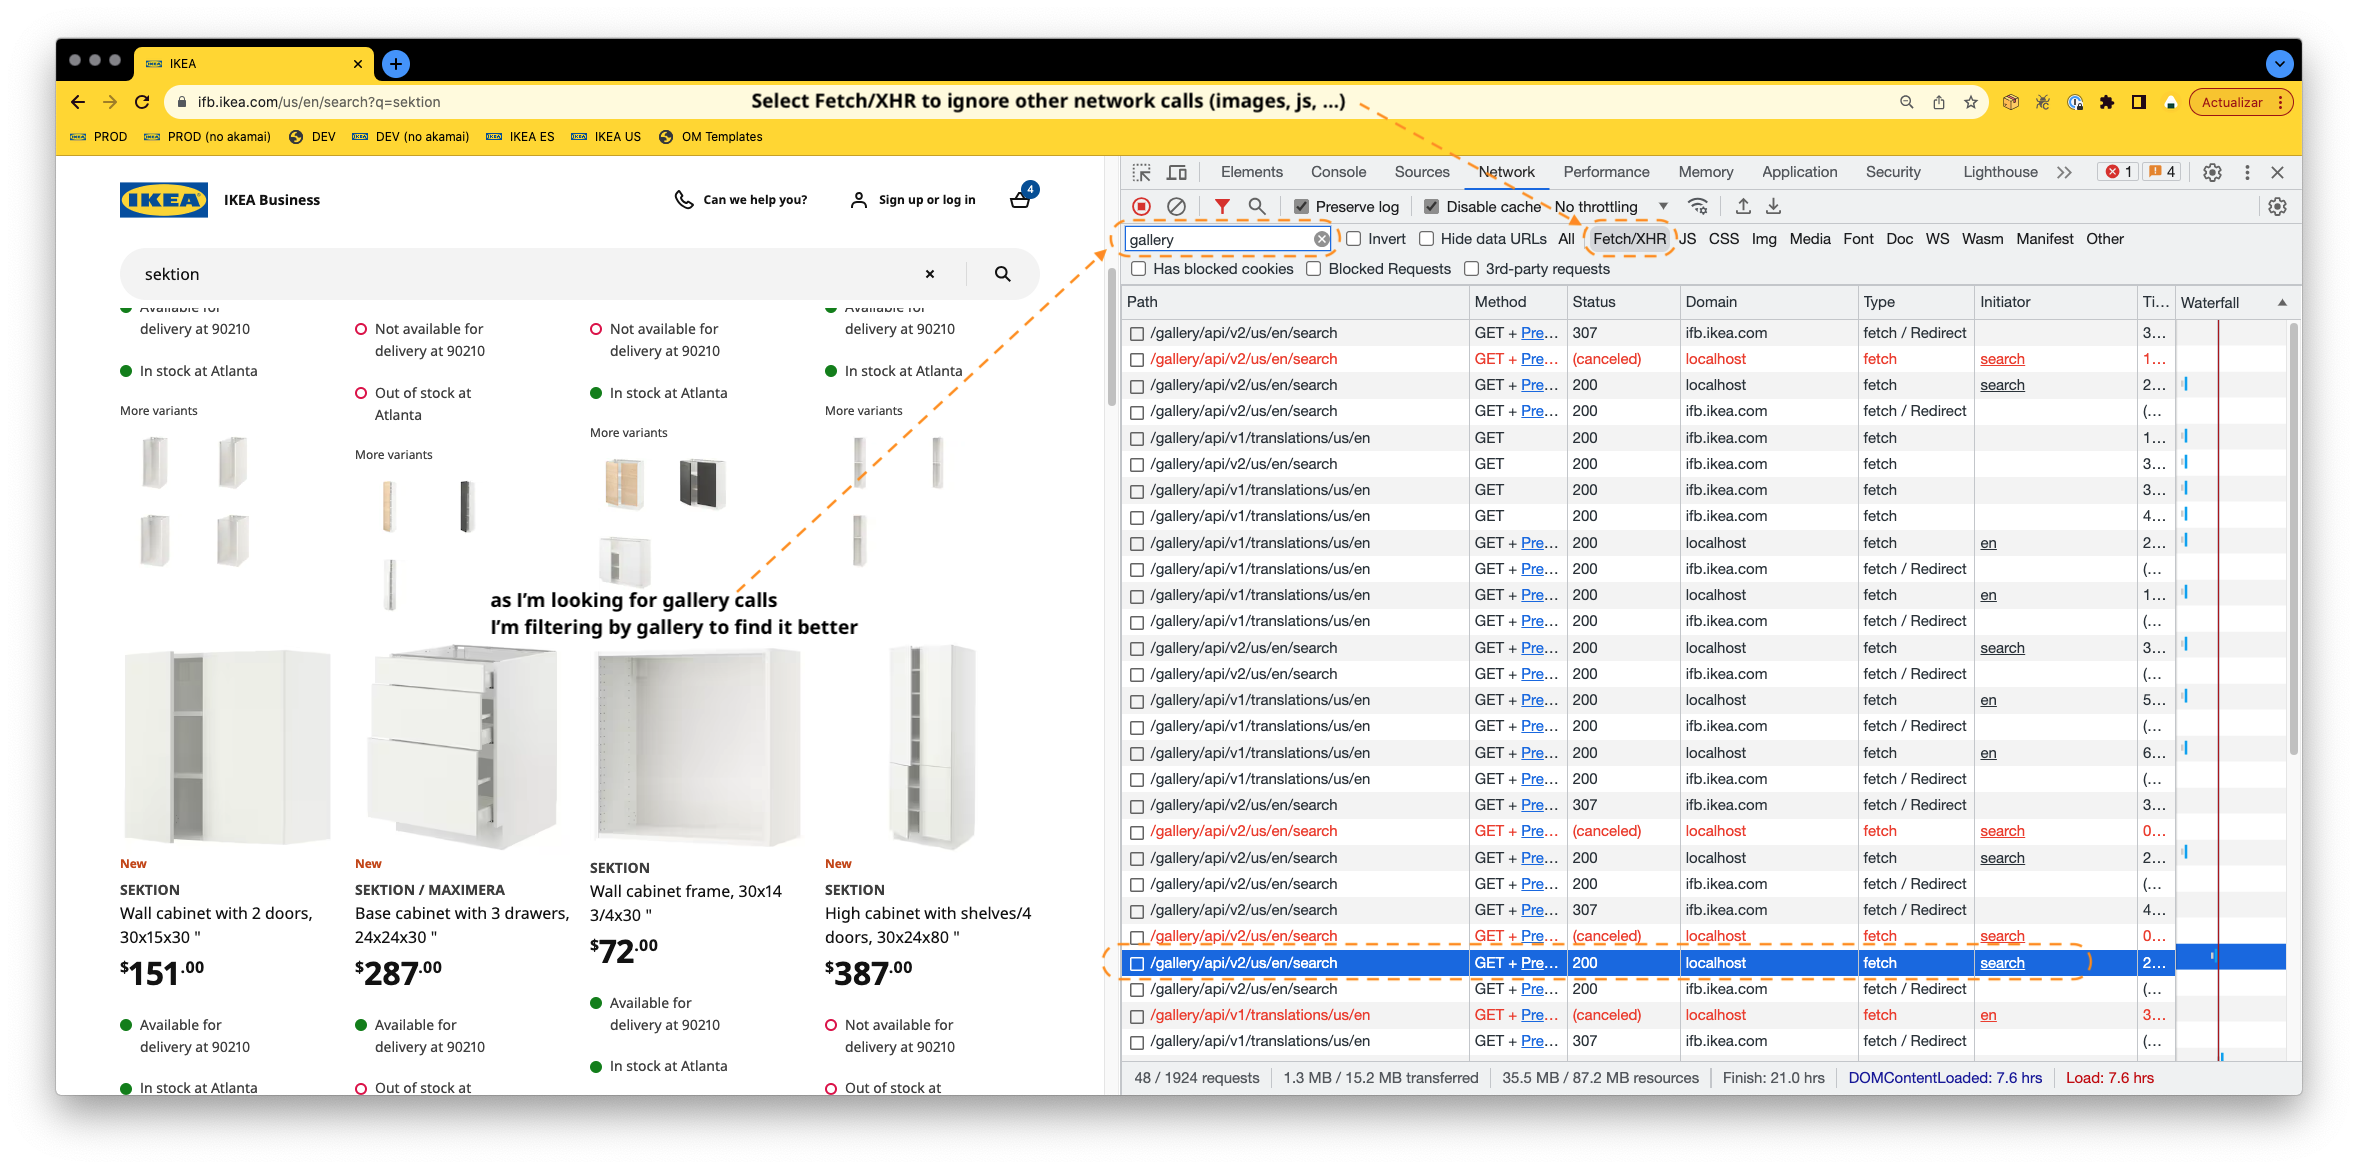 IKEA
ifb.ikea.com/us/en/search?q=sektion
Select Fetch/XHR to ignore other network calls (images, js, ...)
Actualizar
PROD PROD (no akamai) DEV DEV (no akamai) IKEA ES IKEA US OM Templates
IKEA IKEA Business
Can we help you?
Sign up or log in
4
sektion
Available for
delivery at 90210
In stock at Atlanta
More variants
Not available for
delivery at 90210
Out of stock at
Atlanta
More variants
Not available for
delivery at 90210
In stock at Atlanta
More variants
Available for
delivery at 90210
In stock at Atlanta
More variants
as I'm looking for gallery calls
I'm filtering by gallery to find it better
New
SEKTION
Wall cabinet with 2 doors,
30x15x30 "
$151.00
Available for
delivery at 90210
In stock at Atlanta
New
SEKTION / MAXIMERA
Base cabinet with 3 drawers,
24x24x30 "
$287.00
Available for
delivery at 90210
Out of stock at
SEKTION
Wall cabinet frame, 30x14
3/4x30 "
$72.00
Available for
delivery at 90210
In stock at Atlanta
New
SEKTION
High cabinet with shelves/4
doors, 30x24x80 "
$387.00
Not available for
delivery at 90210
Out of stock at
Elements Console Sources Network Performance Memory Application Security Lighthouse 1 4
Preserve log Disable cache No throttling
gallery Invert Hide data URLs All Fetch/XHR JS CSS Img Media Font Doc WS Wasm Manifest Other
Has blocked cookies Blocked Requests 3rd-party requests
Path Method Status Domain Type Initiator Ti... Waterfall
/gallery/api/v2/us/en/search GET + Pre... 307 ifb.ikea.com fetch / Redirect 3...
/gallery/api/v2/us/en/search GET + Pre... (canceled) localhost fetch search 1...
/gallery/api/v2/us/en/search GET + Pre... 200 localhost fetch search 2...
/gallery/api/v2/us/en/search GET + Pre... 200 ifb.ikea.com fetch / Redirect (...
/gallery/api/v1/translations/us/en GET 200 ifb.ikea.com fetch 1...
/gallery/api/v2/us/en/search GET 200 ifb.ikea.com fetch 3...
/gallery/api/v1/translations/us/en GET 200 ifb.ikea.com fetch 3...
/gallery/api/v1/translations/us/en GET 200 ifb.ikea.com fetch 4...
/gallery/api/v1/translations/us/en GET + Pre... 200 localhost fetch en 2...
/gallery/api/v1/translations/us/en GET + Pre... 200 ifb.ikea.com fetch / Redirect (...
/gallery/api/v1/translations/us/en GET + Pre... 200 localhost fetch en 1...
/gallery/api/v1/translations/us/en GET + Pre... 200 ifb.ikea.com fetch / Redirect (...
/gallery/api/v2/us/en/search GET + Pre... 200 localhost fetch search 3...
/gallery/api/v2/us/en/search GET + Pre... 200 ifb.ikea.com fetch / Redirect (...
/gallery/api/v1/translations/us/en GET + Pre... 200 localhost fetch en 5...
/gallery/api/v1/translations/us/en GET + Pre... 200 ifb.ikea.com fetch / Redirect (...
/gallery/api/v1/translations/us/en GET + Pre... 200 localhost fetch en 6...
/gallery/api/v1/translations/us/en GET + Pre... 200 ifb.ikea.com fetch / Redirect (...
/gallery/api/v2/us/en/search GET + Pre... 307 ifb.ikea.com fetch / Redirect 3...
/gallery/api/v2/us/en/search GET + Pre... (canceled) localhost fetch search 0...
/gallery/api/v2/us/en/search GET + Pre... 200 localhost fetch search 2...
/gallery/api/v2/us/en/search GET + Pre... 200 ifb.ikea.com fetch / Redirect (...
/gallery/api/v2/us/en/search GET + Pre... 307 ifb.ikea.com fetch / Redirect 4...
/gallery/api/v2/us/en/search GET + Pre... (canceled) localhost fetch search 0...
/gallery/api/v2/us/en/search GET + Pre... 200 localhost fetch search 2...
/gallery/api/v2/us/en/search GET + Pre... 200 ifb.ikea.com fetch / Redirect (...
/gallery/api/v1/translations/us/en GET + Pre... (canceled) localhost fetch en 3...
/gallery/api/v1/translations/us/en GET + Pre... 307 ifb.ikea.com fetch / Redirect (...
48 / 1924 requests 1.3 MB / 15.2 MB transferred 35.5 MB / 87.2 MB resources Finish: 21.0 hrs DOMContentLoaded: 7.6 hrs Load: 7.6 hrs